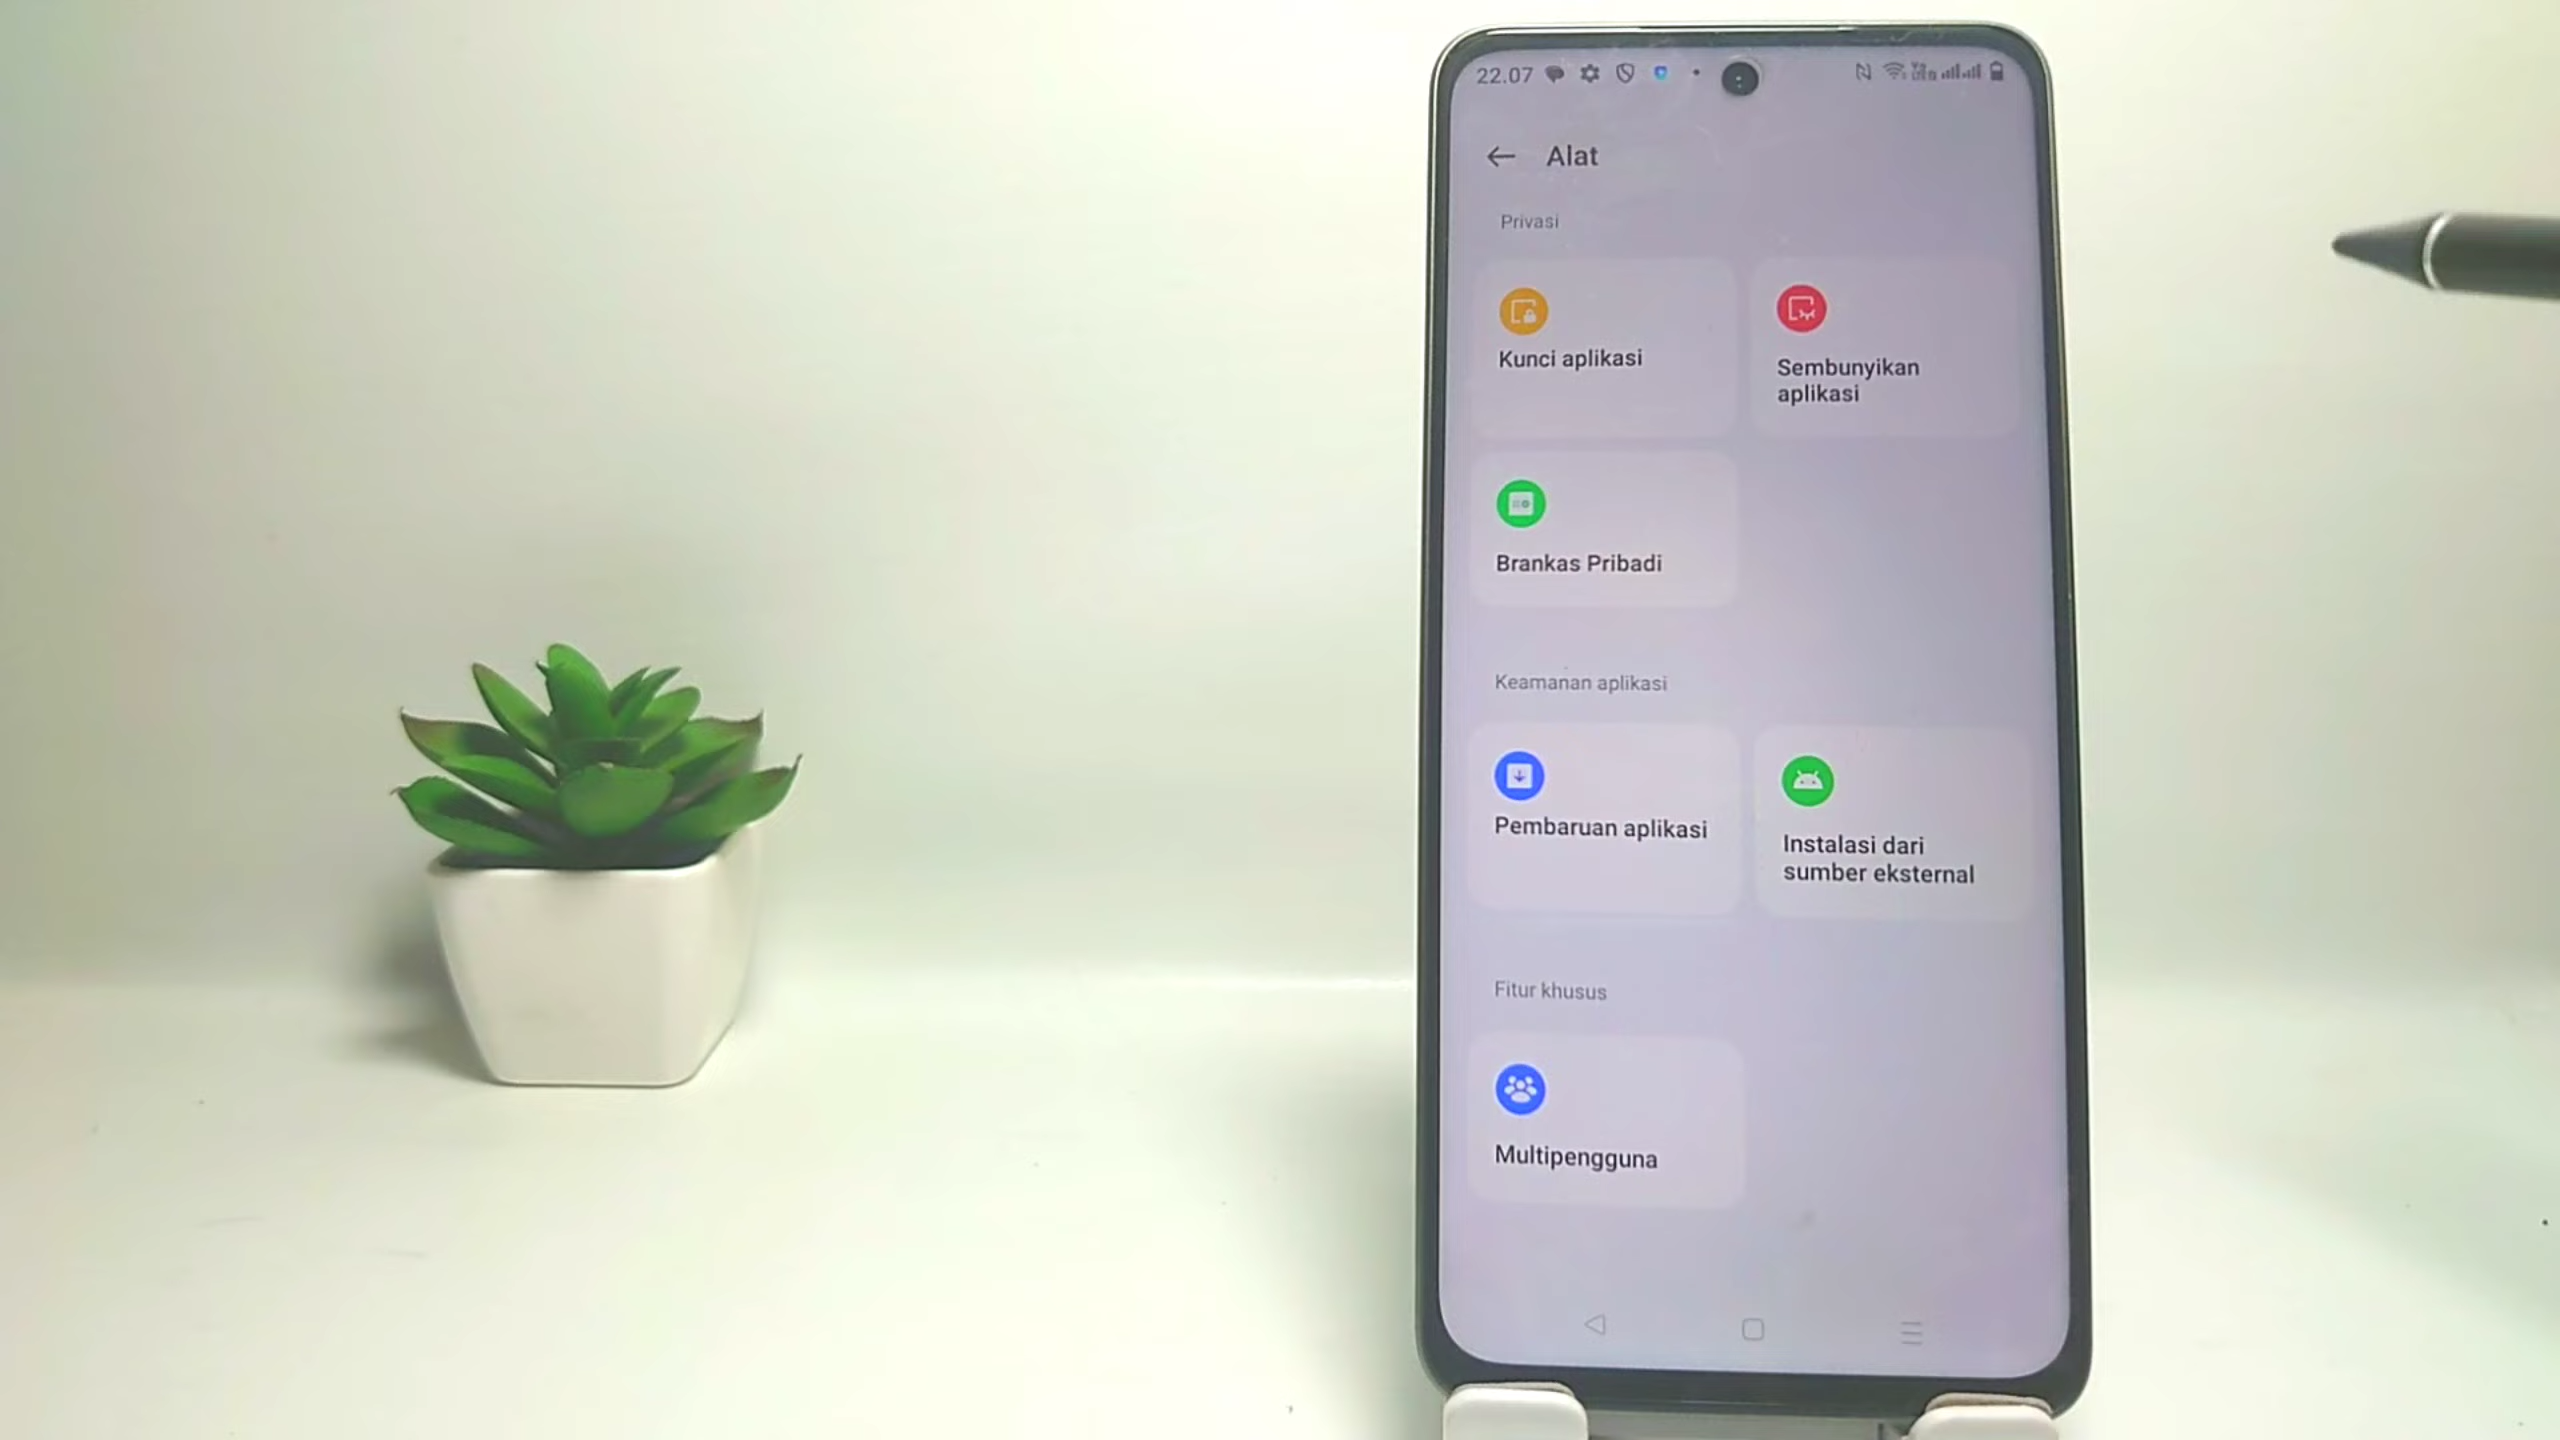 22.07
Alat
Privasi
Kunci aplikasi
Sembunyikan
aplikasi
Brankas Pribadi
Keamanan aplikasi
Pembaruan aplikasi
Instalasi dari
sumber eksternal
Fitur khusus
Multipengguna